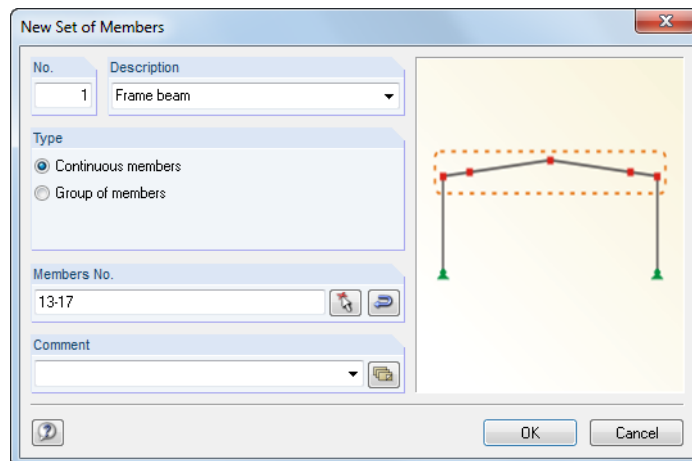 New Set of Members
No.
Description
1
Frame beam
Type
Continuous members
Group of members
Members No.
13-17
Comment
OK
Cancel